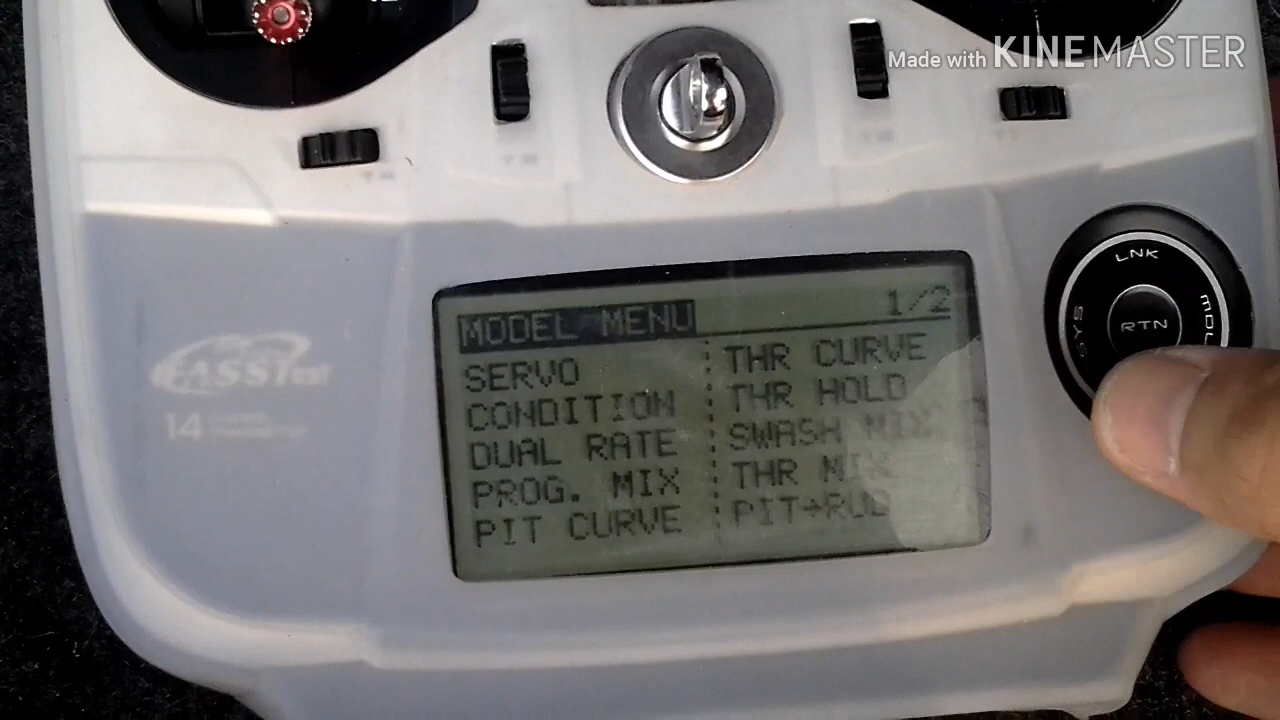 Made with KINEMASTER
LNK
SYS
MDL
RTN
MODEL MENU 1/2
SERVO
THR CURVE
CONDITION
THR HOLD
DUAL RATE
SWASH MIX
PROG. MIX
THR MIX
PIT CURVE
PIT→RUD
FASSTest
14